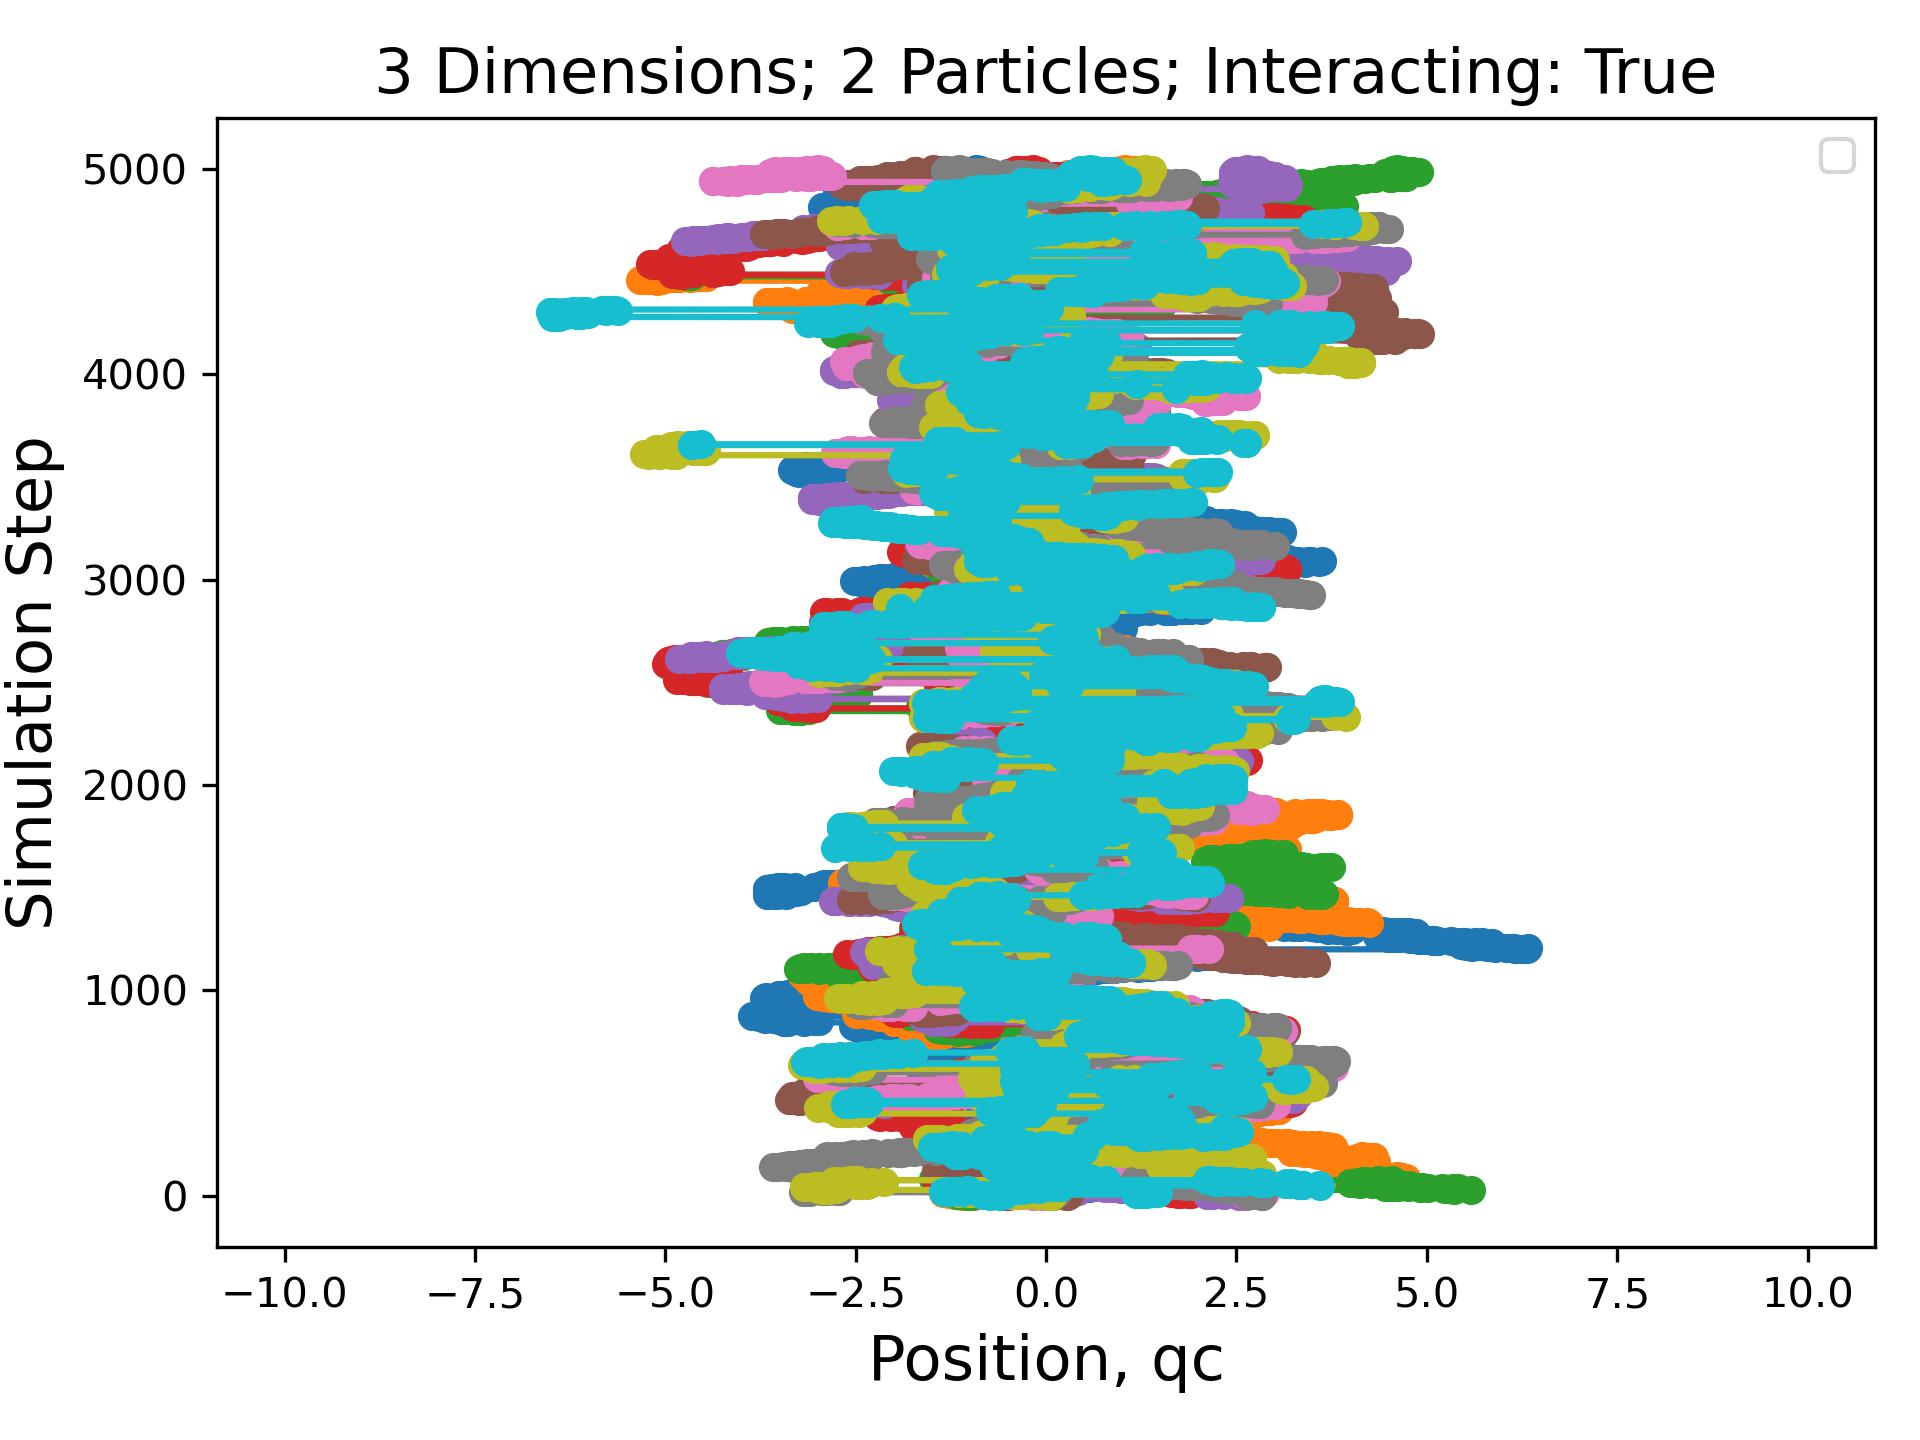 3 Dimensions; 2 Particles; Interacting: True
Simulation Step
5000
4000
3000
2000
1000
0
−10.0 −7.5 −5.0 −2.5 0.0 2.5 5.0 7.5 10.0
Position, qc